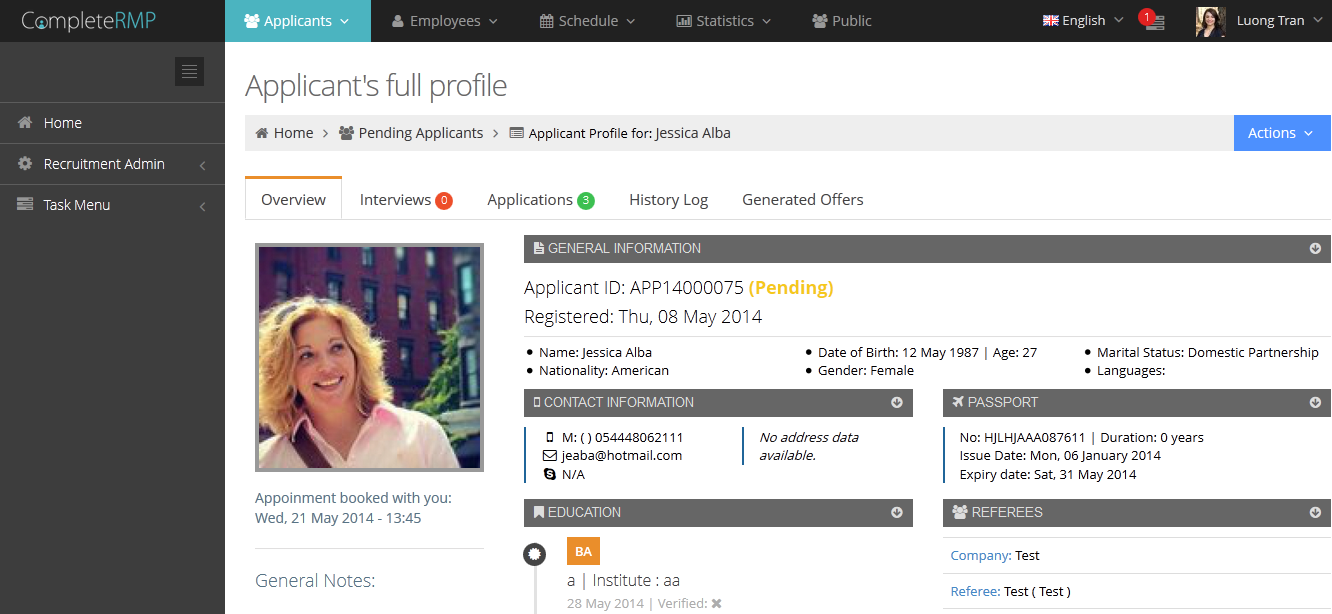 CompleteRMP
Applicants
Employees
Schedule
Statistics
Public
English
1
Luong Tran
Home
Recruitment Admin
Task Menu
Applicant's full profile
Home > Pending Applicants > Applicant Profile for: Jessica Alba
Actions
Overview
Interviews 0
Applications 3
History Log
Generated Offers
Appoinment booked with you:
Wed, 21 May 2014 - 13:45
General Notes:
GENERAL INFORMATION
Applicant ID: APP14000075 (Pending)
Registered: Thu, 08 May 2014
Name: Jessica Alba
Nationality: American
Date of Birth: 12 May 1987 | Age: 27
Gender: Female
Marital Status: Domestic Partnership
Languages:
CONTACT INFORMATION
M: ( ) 054448062111
jeaba@hotmail.com
N/A
No address data
available.
PASSPORT
No: HJLHJAAA087611 | Duration: 0 years
Issue Date: Mon, 06 January 2014
Expiry date: Sat, 31 May 2014
EDUCATION
BA
a | Institute : aa
28 May 2014 | Verified:
REFEREES
Company: Test
Referee: Test ( Test )